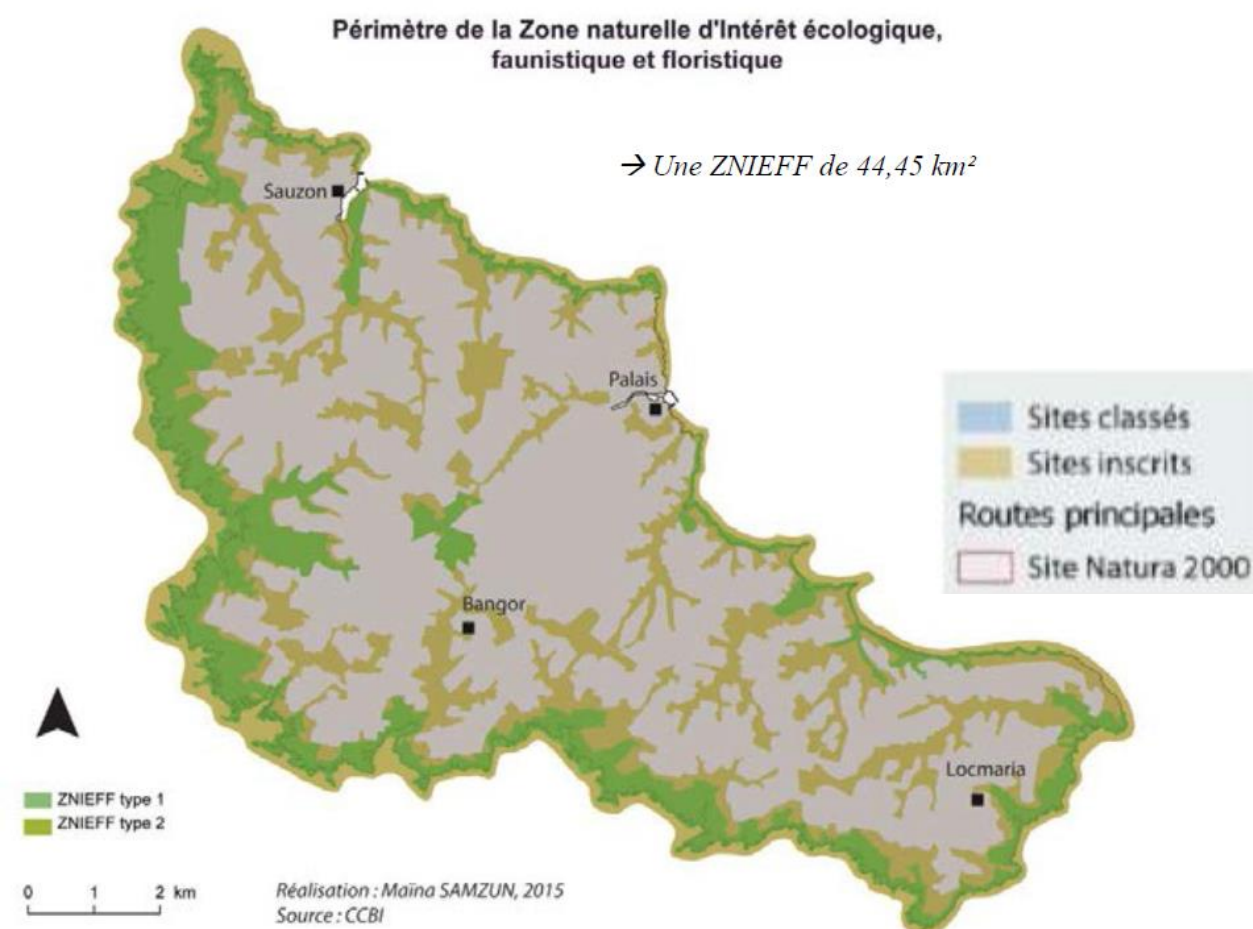 Périmètre de la Zone naturelle d'Intérêt écologique,
faunistique et floristique
→ Une ZNIEFF de 44,45 km²
Sauzon
Palais
Sites classés
Sites inscrits
Routes principales
Site Natura 2000
Bangor
Locmaria
ZNIEFF type 1
ZNIEFF type 2
0 1 2 km
Réalisation : Maïna SAMZUN, 2015
Source : CCBI